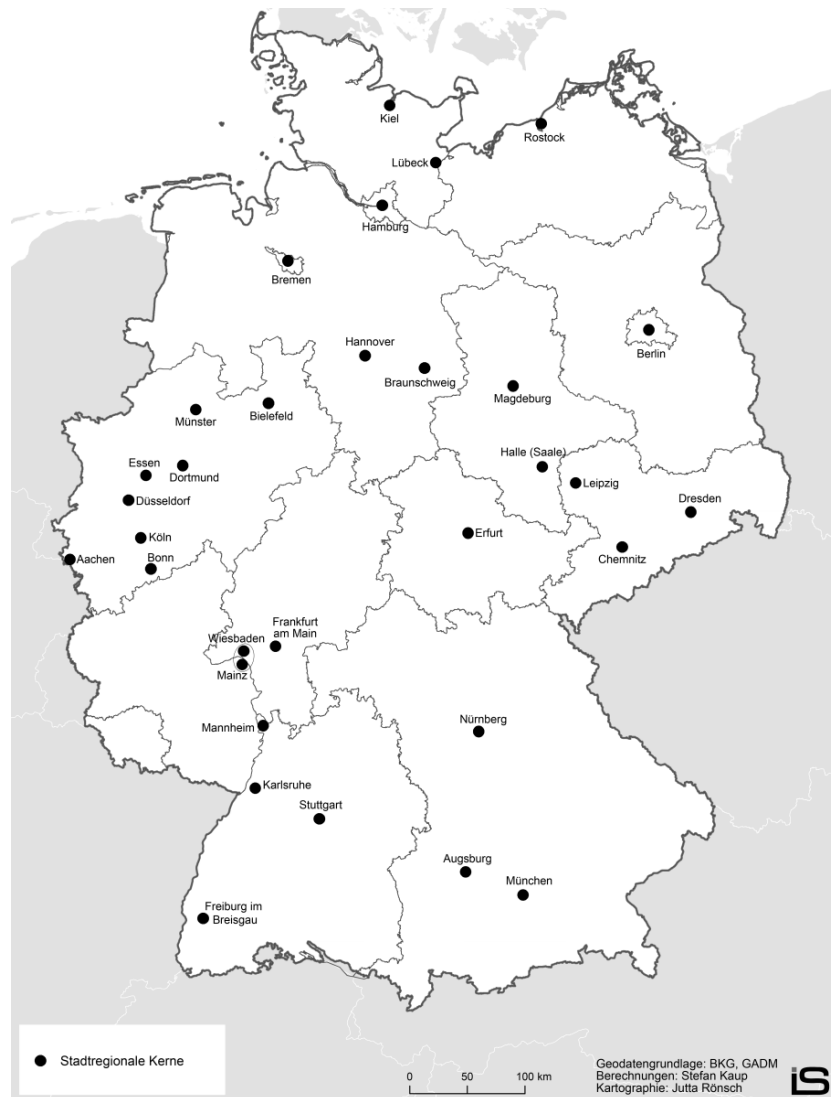 Kiel
Rostock
Lübeck
Hamburg
Bremen
Berlin
Hannover
Braunschweig
Magdeburg
Münster
Bielefeld
Essen
Dortmund
Halle (Saale)
Leipzig
Düsseldorf
Dresden
Köln
Erfurt
Chemnitz
Aachen
Bonn
Frankfurt
am Main
Wiesbaden
Mainz
Mannheim
Nürnberg
Karlsruhe
Stuttgart
Augsburg
München
Freiburg im
Breisgau
Stadtregionale Kerne
0 50 100 km
Geodatengrundlage: BKG, GADM
Berechnungen: Stefan Kaup
Kartographie: Jutta Rönsch
iS